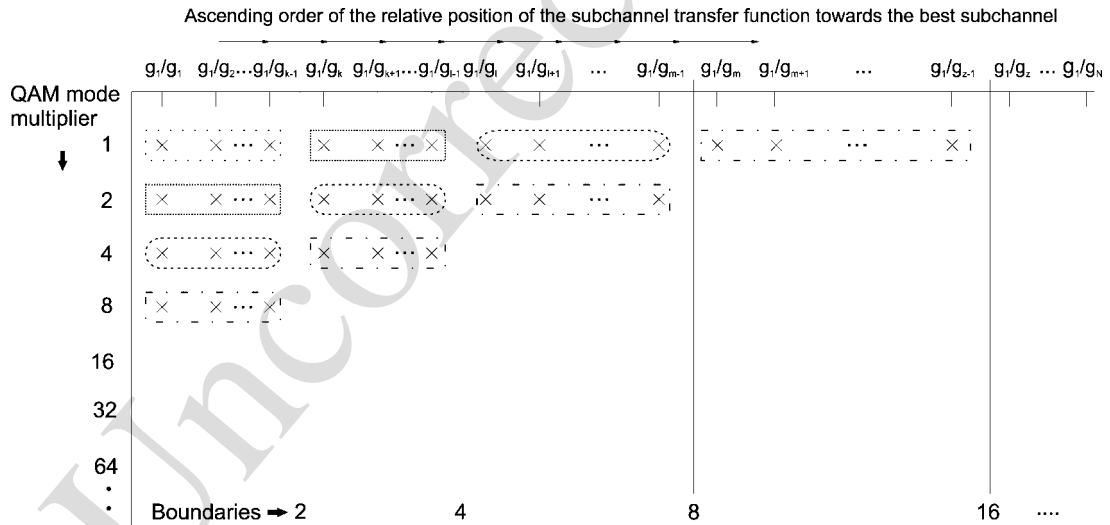 Ascending order of the relative position of the subchannel transfer function towards the best subchannel
g1/g1 g1/g2 ... g1/gk-1 g1/gk g1/gk+1 ... g1/gl-1 g1/gl g1/gl+1 ... g1/gm-1 g1/gm g1/gm+1 ... g1/gz-1 g1/gz ... g1/gN
QAM mode
multiplier
1
2
4
8
16
32
64
Boundaries 2 4 8 16 ....
Uncorrec